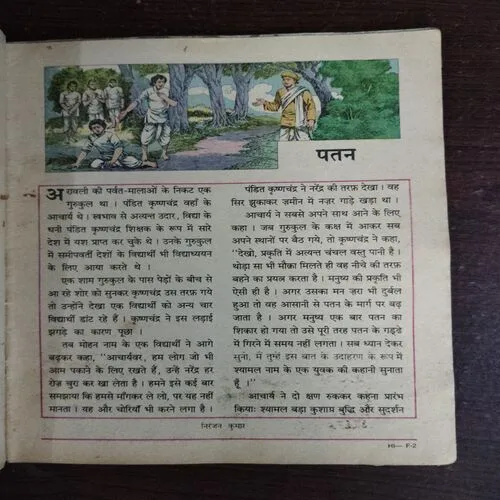 पतन
अरावली की पर्वत-मालाओं के निकट एक
गुरुकुल था । पंडित कृष्णचंद्र वहाँ के
आचार्य थे । स्वभाव से अत्यन्त उदार, विद्या के
धनी पंडित कृष्णचंद्र शिक्षक के रूप में सारे
देश में यश प्राप्त कर चुके थे । उनके गुरुकुल
में समीपवर्ती देशों के विद्यार्थी भी विद्याध्ययन
के लिए आया करते थे ।
एक शाम गुरुकुल के पास पेड़ों के बीच से
आ रहे शोर को सुनकर कृष्णचंद्र उस तरफ़ गये
तो उन्होंने देखा एक विद्यार्थी को अन्य चार
विद्यार्थी डांट रहे हैं । कृष्णचंद्र ने इस लड़ाई
झगड़े का कारण पूछा ।
तब मोहन नाम के एक विद्यार्थी ने आगे
बढ़कर कहा, "आचार्यवर, हम लोग जो भी
आम पकाने के लिए रखते हैं, उन्हें नरेंद्र हर
रोज़ चुरा कर खा लेता है । हमने इसे कई बार
समझाया कि हमसे माँगकर ले लो, पर यह नहीं
मानता । यह और चोरियाँ भी करने लगा है ।
पंडित कृष्णचंद्र ने नरेंद्र की तरफ़ देखा । वह
सिर झुकाकर ज़मीन में नज़र गाड़े खड़ा था ।
आचार्य ने सबसे अपने साथ आने के लिए
कहा । जब गुरुकुल के कक्ष में आकर सब
अपने स्थानों पर बैठ गये, तो कृष्णचंद्र ने कहा,
"देखो, प्रकृति में अत्यन्त चंचल वस्तु पानी है ।
थोड़ा सा भी मौक़ा मिलते ही वह नीचे की तरफ़
बहने का प्रयत्न करता है । मनुष्य की प्रकृति भी
ऐसी ही है । अगर उसका मन ज़रा भी दुर्बल
हुआ तो वह आसानी से पतन के मार्ग पर बढ़
जाता है । अगर मनुष्य एक बार पतन का
शिकार हो गया तो उसे पूरी तरह पतन के गड्ढे
में गिरने में समय नहीं लगता । सब ध्यान देकर
सुनो, मैं तुम्हें इस बात के उदाहरण के रूप में
श्यामल नाम के एक युवक की कहानी सुनाता
हूँ ।"
आचार्य ने दो क्षण रुककर कहना प्रारंभ
कियाः श्यामल बड़ा कुशाग्र बुद्धि और सुदर्शन
निरंजन कुमार
HI— F-2